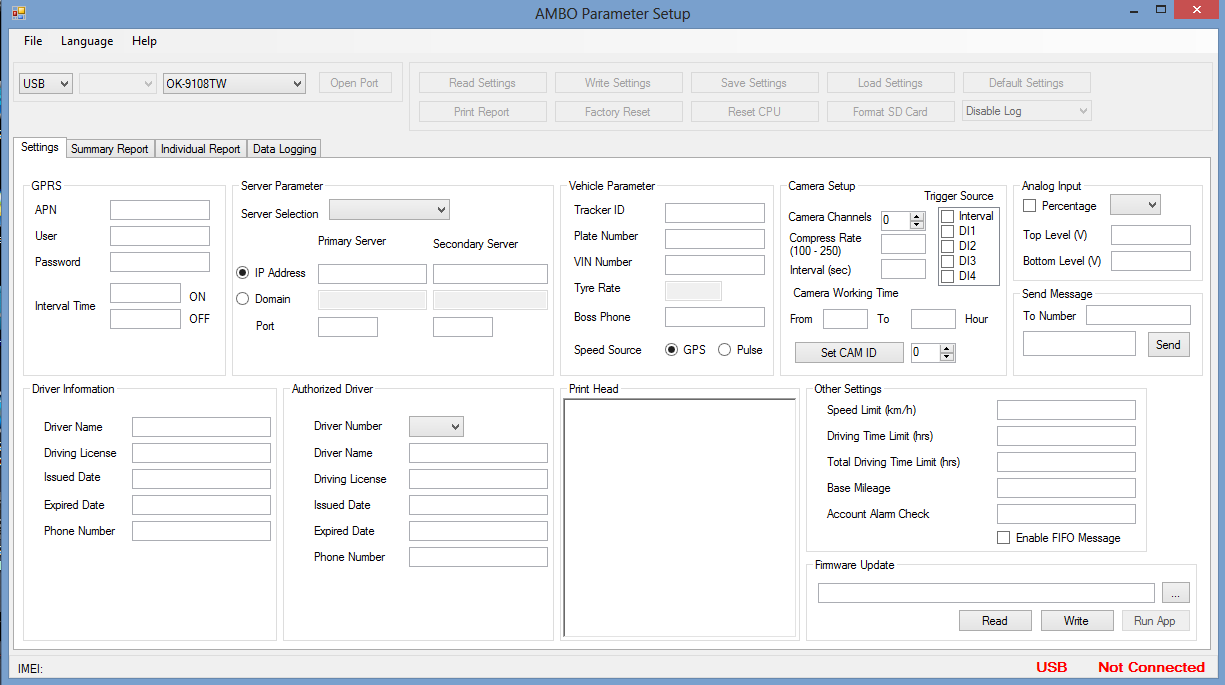 AMBO Parameter Setup
File Language Help
USB OK-9108TW Open Port Read Settings Write Settings Save Settings Load Settings Default Settings
Print Report Factory Reset Reset CPU Format SD Card Disable Log
Settings Summary Report Individual Report Data Logging
GPRS
APN
User
Password
Interval Time
ON
OFF
Server Parameter
Server Selection
Primary Server Secondary Server
IP Address
Domain
Port
Vehicle Parameter
Tracker ID
Plate Number
VIN Number
Tyre Rate
Boss Phone
Speed Source GPS Pulse
Camera Setup
Trigger Source
Camera Channels 0
Compress Rate
(100 - 250)
Interval (sec)
Interval
DI1
DI2
DI3
DI4
Camera Working Time
From To Hour
Set CAM ID 0
Analog Input
Percentage
Top Level (V)
Bottom Level (V)
Send Message
To Number
Send
Driver Information
Driver Name
Driving License
Issued Date
Expired Date
Phone Number
Authorized Driver
Driver Number
Driver Name
Driving License
Issued Date
Expired Date
Phone Number
Print Head
Other Settings
Speed Limit (km/h)
Driving Time Limit (hrs)
Total Driving Time Limit (hrs)
Base Mileage
Account Alarm Check
Enable FIFO Message
Firmware Update
...
Read Write Run App
IMEI: USB Not Connected